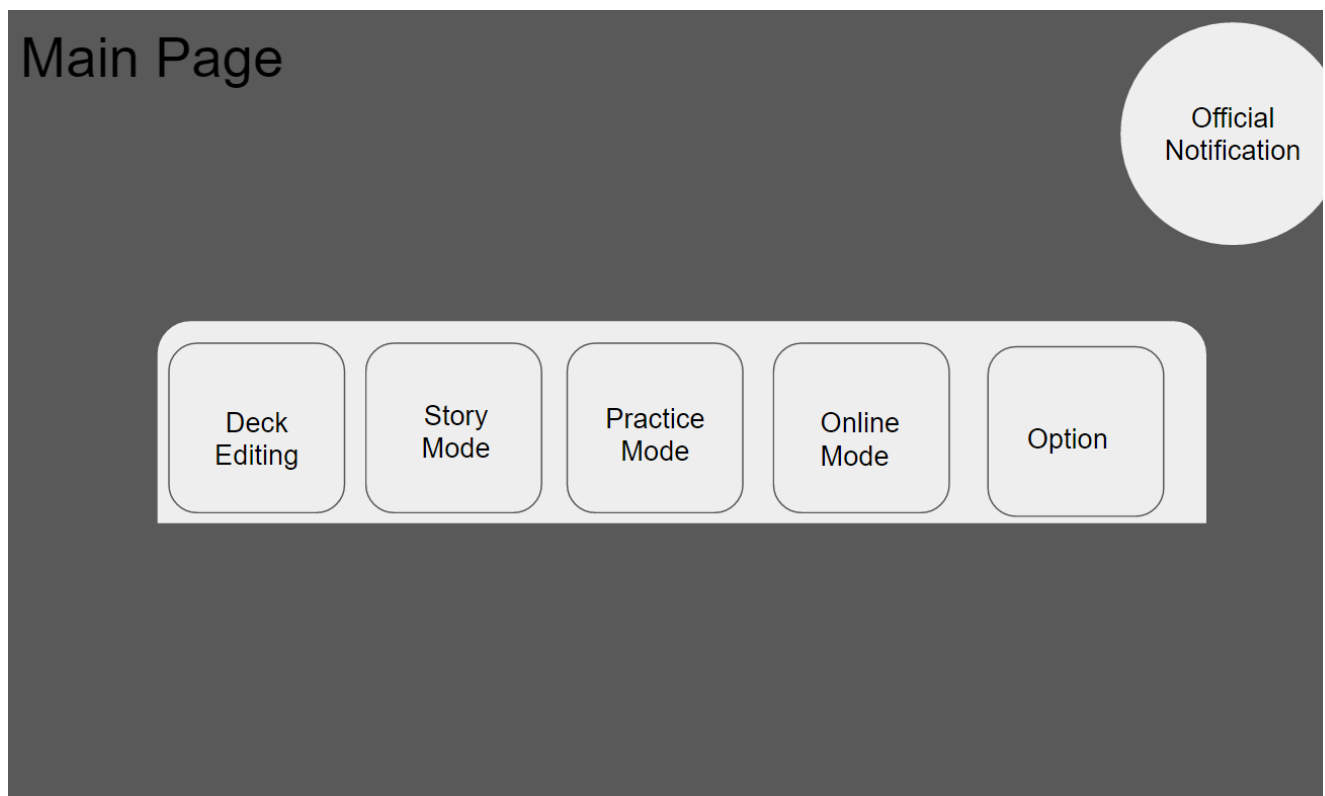 Main Page
Official
Notification
Deck
Editing
Story
Mode
Practice
Mode
Online
Mode
Option